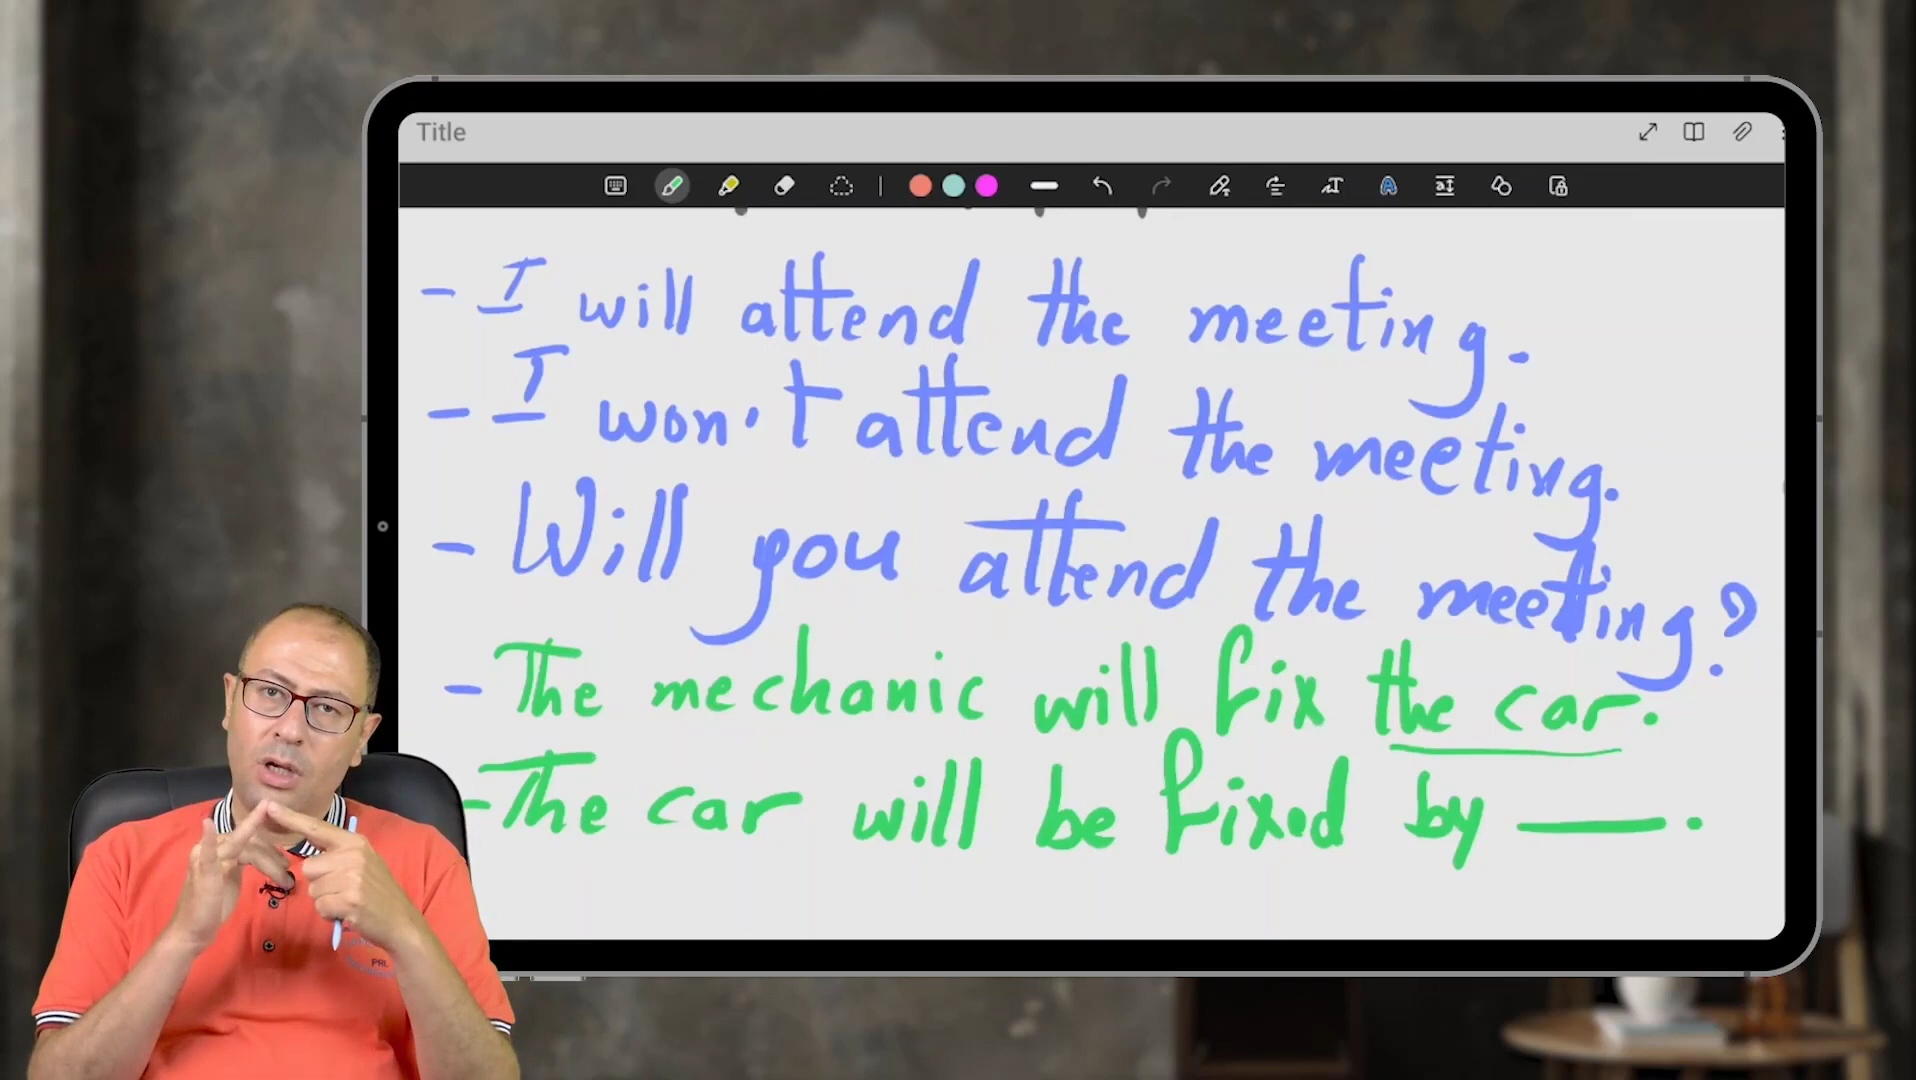 Title
- I will attend the meeting.
- I won't attend the meeting.
- Will you attend the meeting?
- The mechanic will fix the car.
- The car will be fixed by ___.
PRL